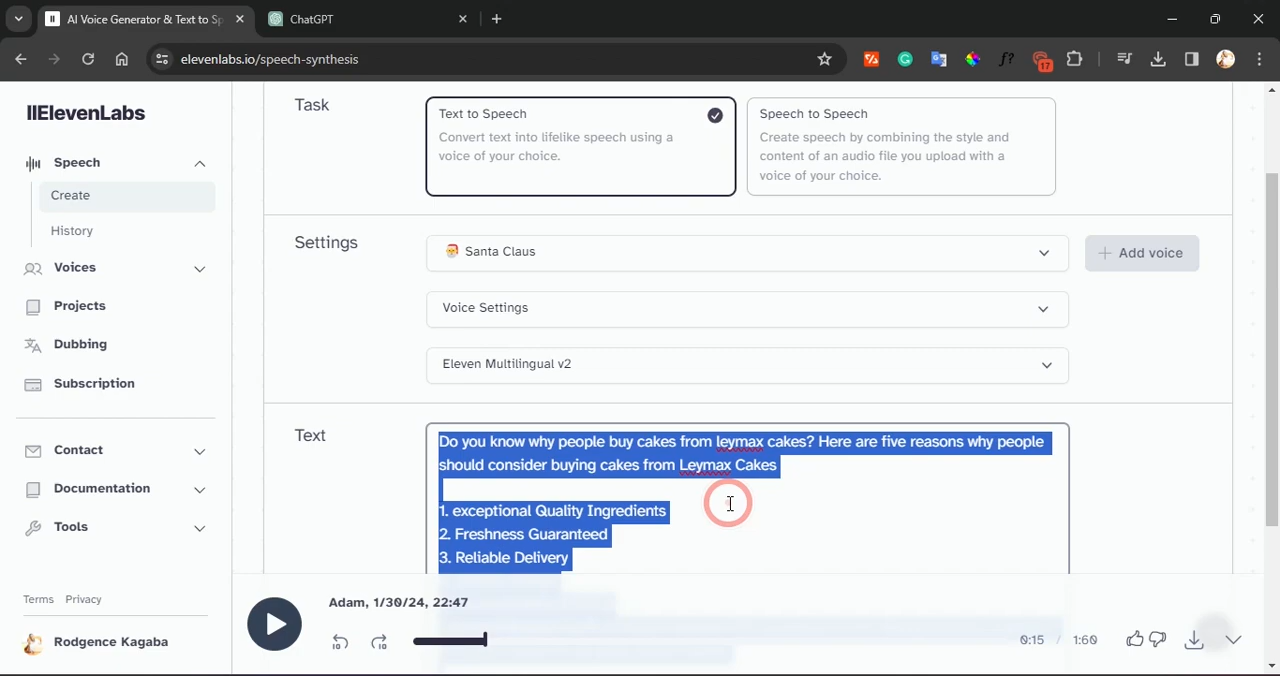 AI Voice Generator & Text to Sp
ChatGPT
elevenlabs.io/speech-synthesis
17
IIElevenLabs
Speech
Create
History
Voices
Projects
Dubbing
Subscription
Contact
Documentation
Tools
Terms Privacy
Rodgence Kagaba
Task
Text to Speech
Convert text into lifelike speech using a
voice of your choice.
Speech to Speech
Create speech by combining the style and
content of an audio file you upload with a
voice of your choice.
Settings
Santa Claus
Add voice
Voice Settings
Eleven Multilingual v2
Text
Do you know why people buy cakes from leymax cakes? Here are five reasons why people
should consider buying cakes from Leymax Cakes
1. exceptional Quality Ingredients
2. Freshness Guaranteed
3. Reliable Delivery
Adam, 1/30/24, 22:47
10
10
0:15 / 1:60